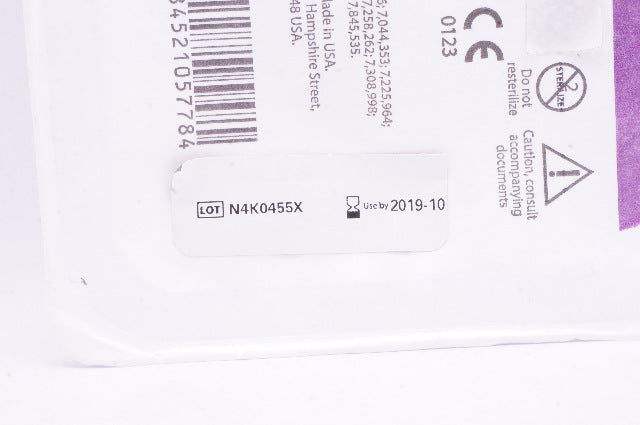 LOT N4K0455X
Use by 2019-10
84521057784
48 USA.
Hampshire Street,
Made in USA.
7,845,535.
7,258,262; 7,308,998;
7,044,353; 7,225,964;
CE
0123
Do not
resterilize
STERILIZE
2
Caution, consult
accompanying
documents
!